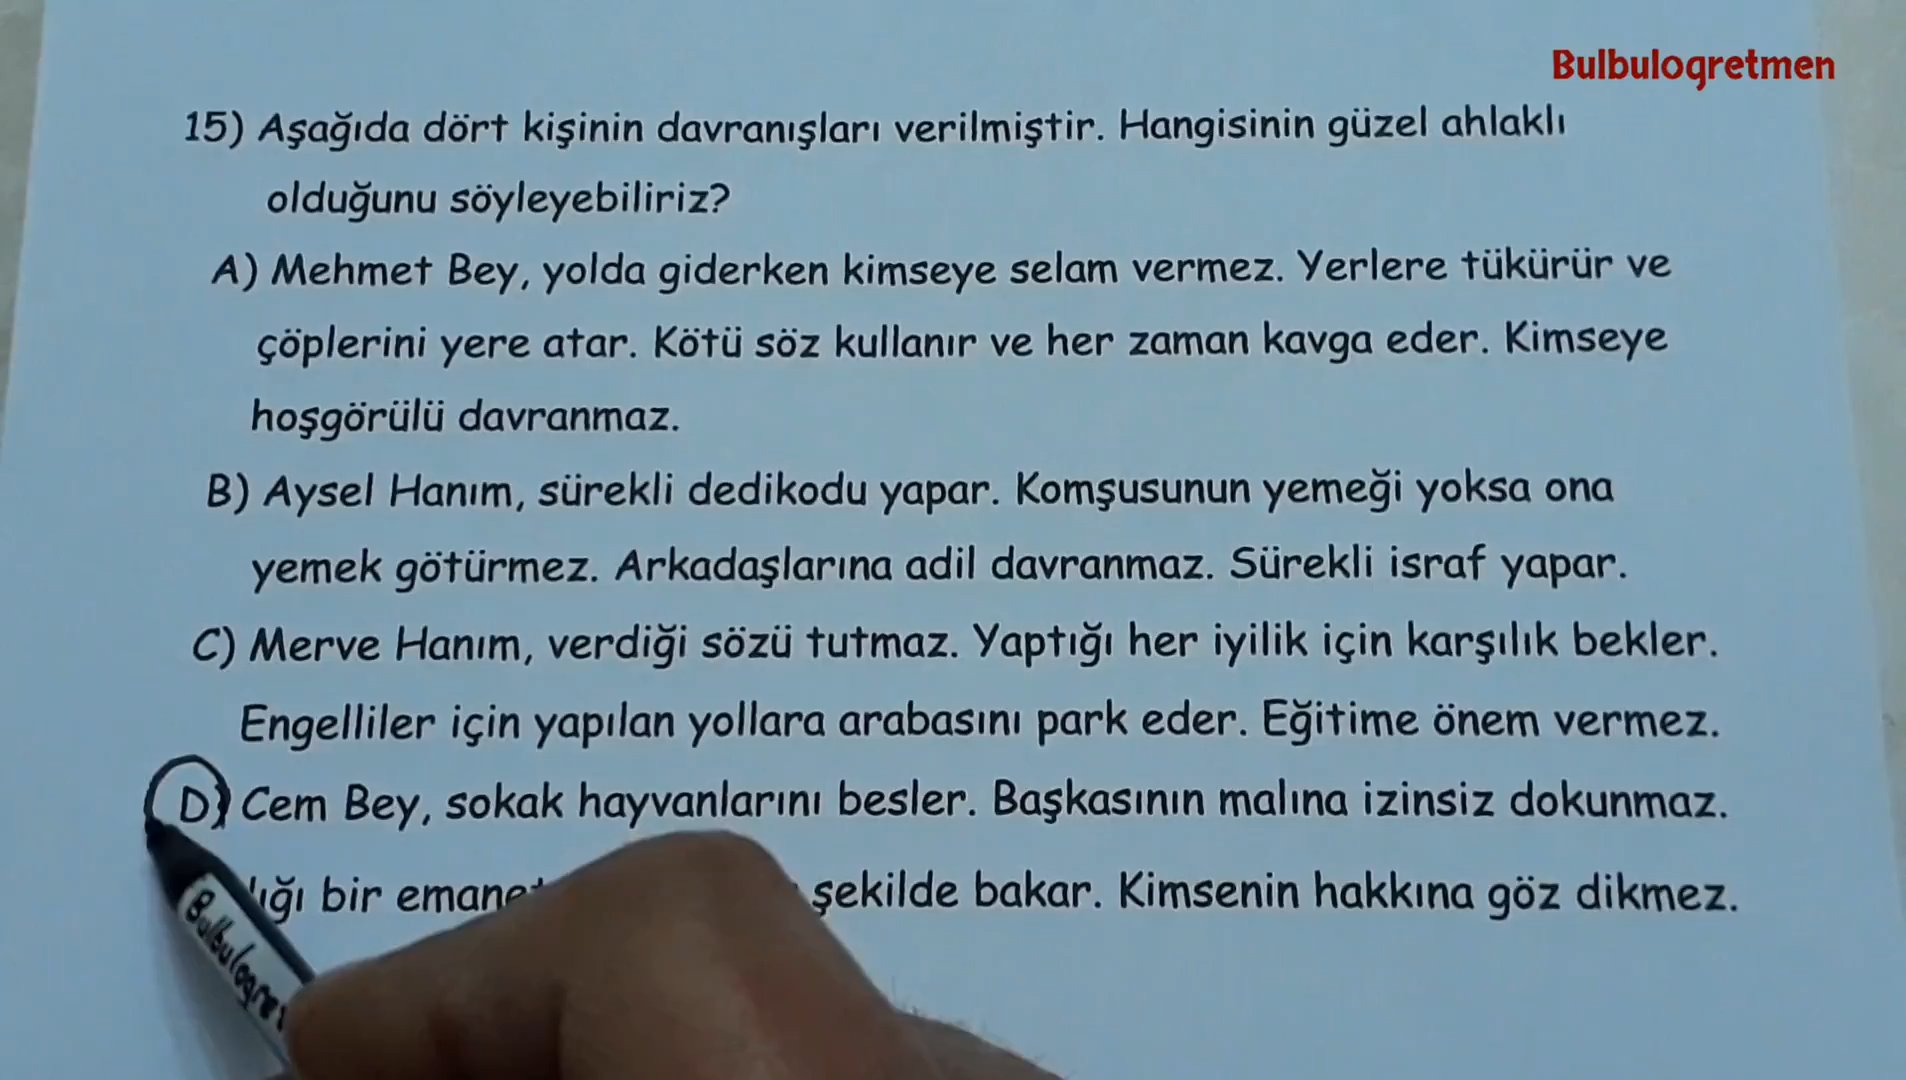 Bulbulogretmen
15) Aşağıda dört kişinin davranışları verilmiştir. Hangisinin güzel ahlaklı
olduğunu söyleyebiliriz?
A) Mehmet Bey, yolda giderken kimseye selam vermez. Yerlere tükürür ve
çöplerini yere atar. Kötü söz kullanır ve her zaman kavga eder. Kimseye
hoşgörülü davranmaz.
B) Aysel Hanım, sürekli dedikodu yapar. Komşusunun yemeği yoksa ona
yemek götürmez. Arkadaşlarına adil davranmaz. Sürekli israf yapar.
C) Merve Hanım, verdiği sözü tutmaz. Yaptığı her iyilik için karşılık bekler.
Engelliler için yapılan yollara arabasını park eder. Eğitime önem vermez.
D) Cem Bey, sokak hayvanlarını besler. Başkasının malına izinsiz dokunmaz.
bir şekilde bakar. Kimsenin hakkına göz dikmez.